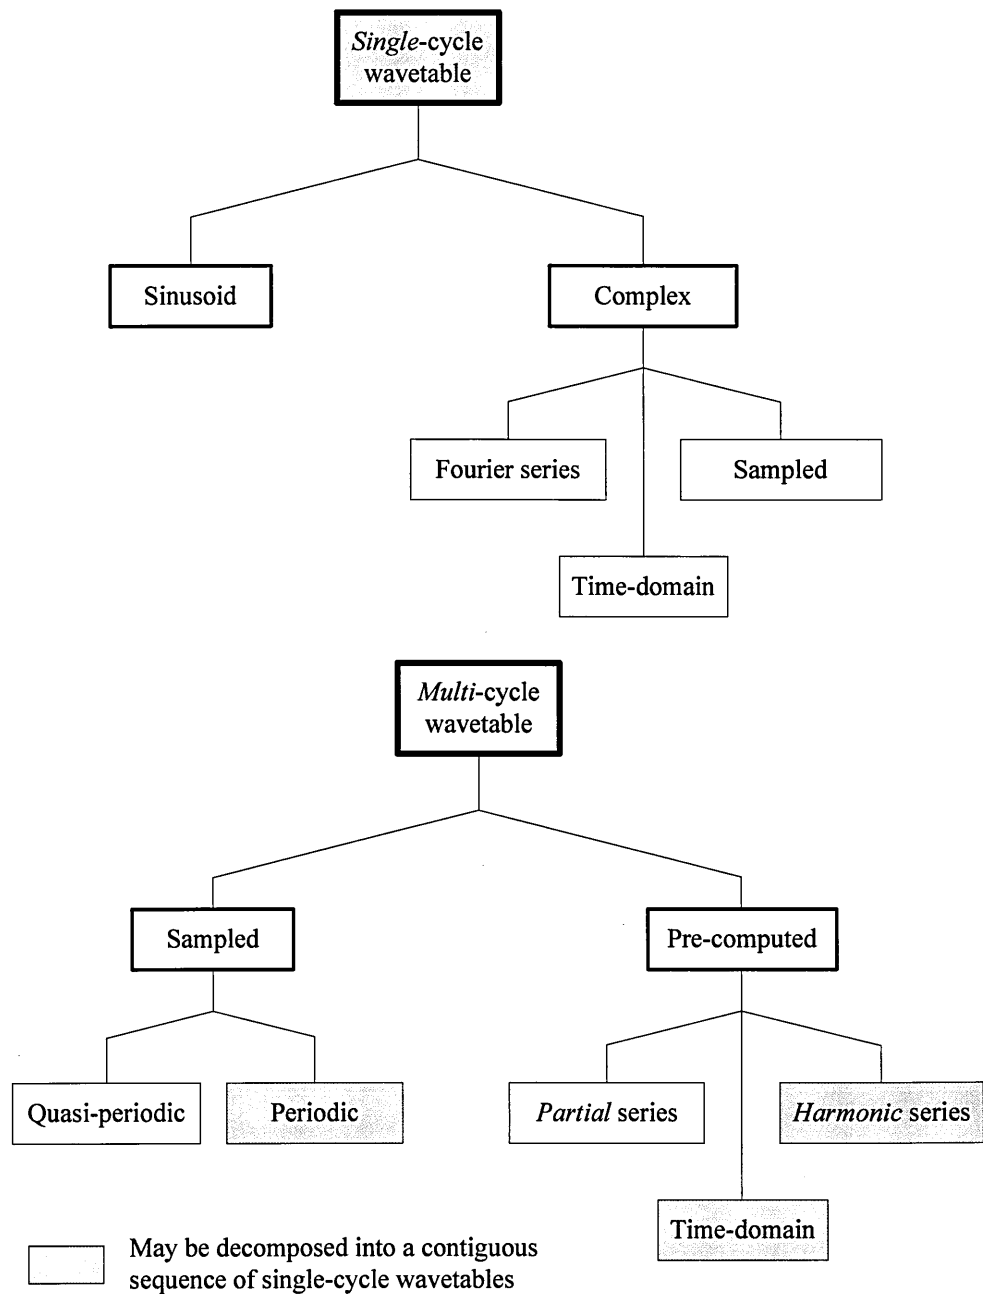 Single-cycle
wavetable
Sinusoid
Complex
Fourier series
Sampled
Time-domain
Multi-cycle
wavetable
Sampled
Pre-computed
Quasi-periodic
Periodic
Partial series
Harmonic series
Time-domain
May be decomposed into a contiguous
sequence of single-cycle wavetables